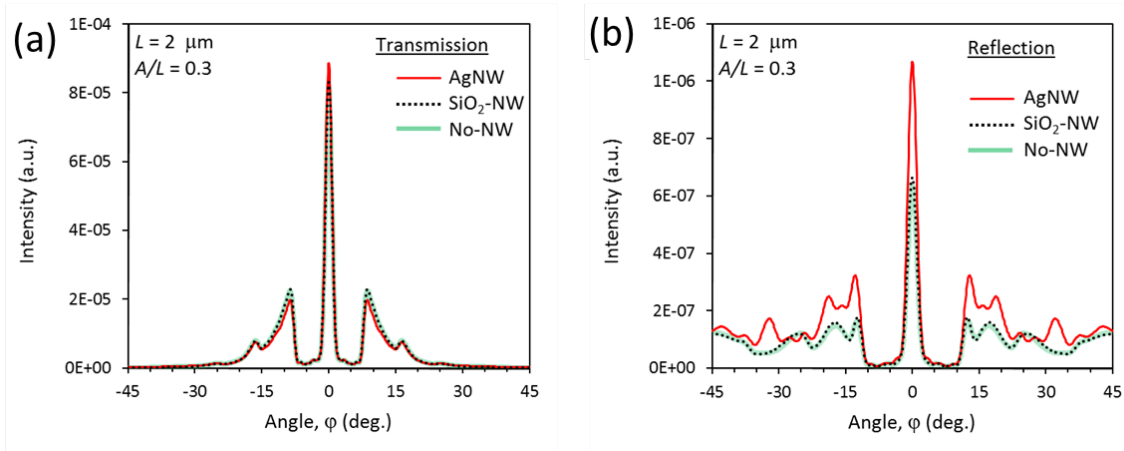 (a)
L = 2 μm
A/L = 0.3
Transmission
AgNW
SiO₂-NW
No-NW
1E-04
8E-05
6E-05
4E-05
2E-05
0E+00
Intensity (a.u.)
-45 -30 -15 0 15 30 45
Angle, φ (deg.)
(b)
L = 2 μm
A/L = 0.3
Reflection
AgNW
SiO₂-NW
No-NW
1E-06
1E-06
8E-07
6E-07
4E-07
2E-07
0E+00
Intensity (a.u.)
-45 -30 -15 0 15 30 45
Angle, φ (deg.)